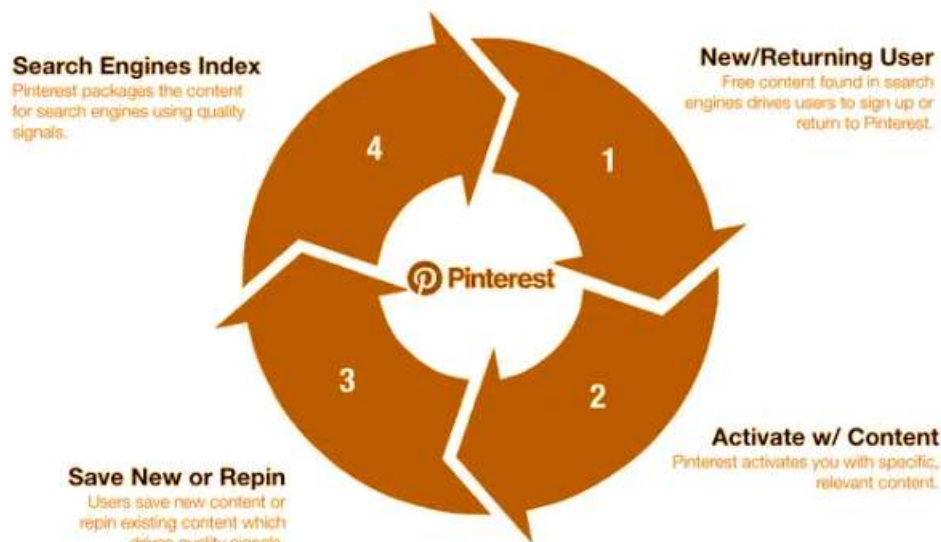 Search Engines Index
Pinterest packages the content
for search engines using quality
signals.
New/Returning User
Free content found in search
engines drives users to sign up or
return to Pinterest.
4
1
Pinterest
3
2
Activate w/ Content
Pinterest activates you with specific,
relevant content.
Save New or Repin
Users save new content or
repin existing content which
drives quality signals.